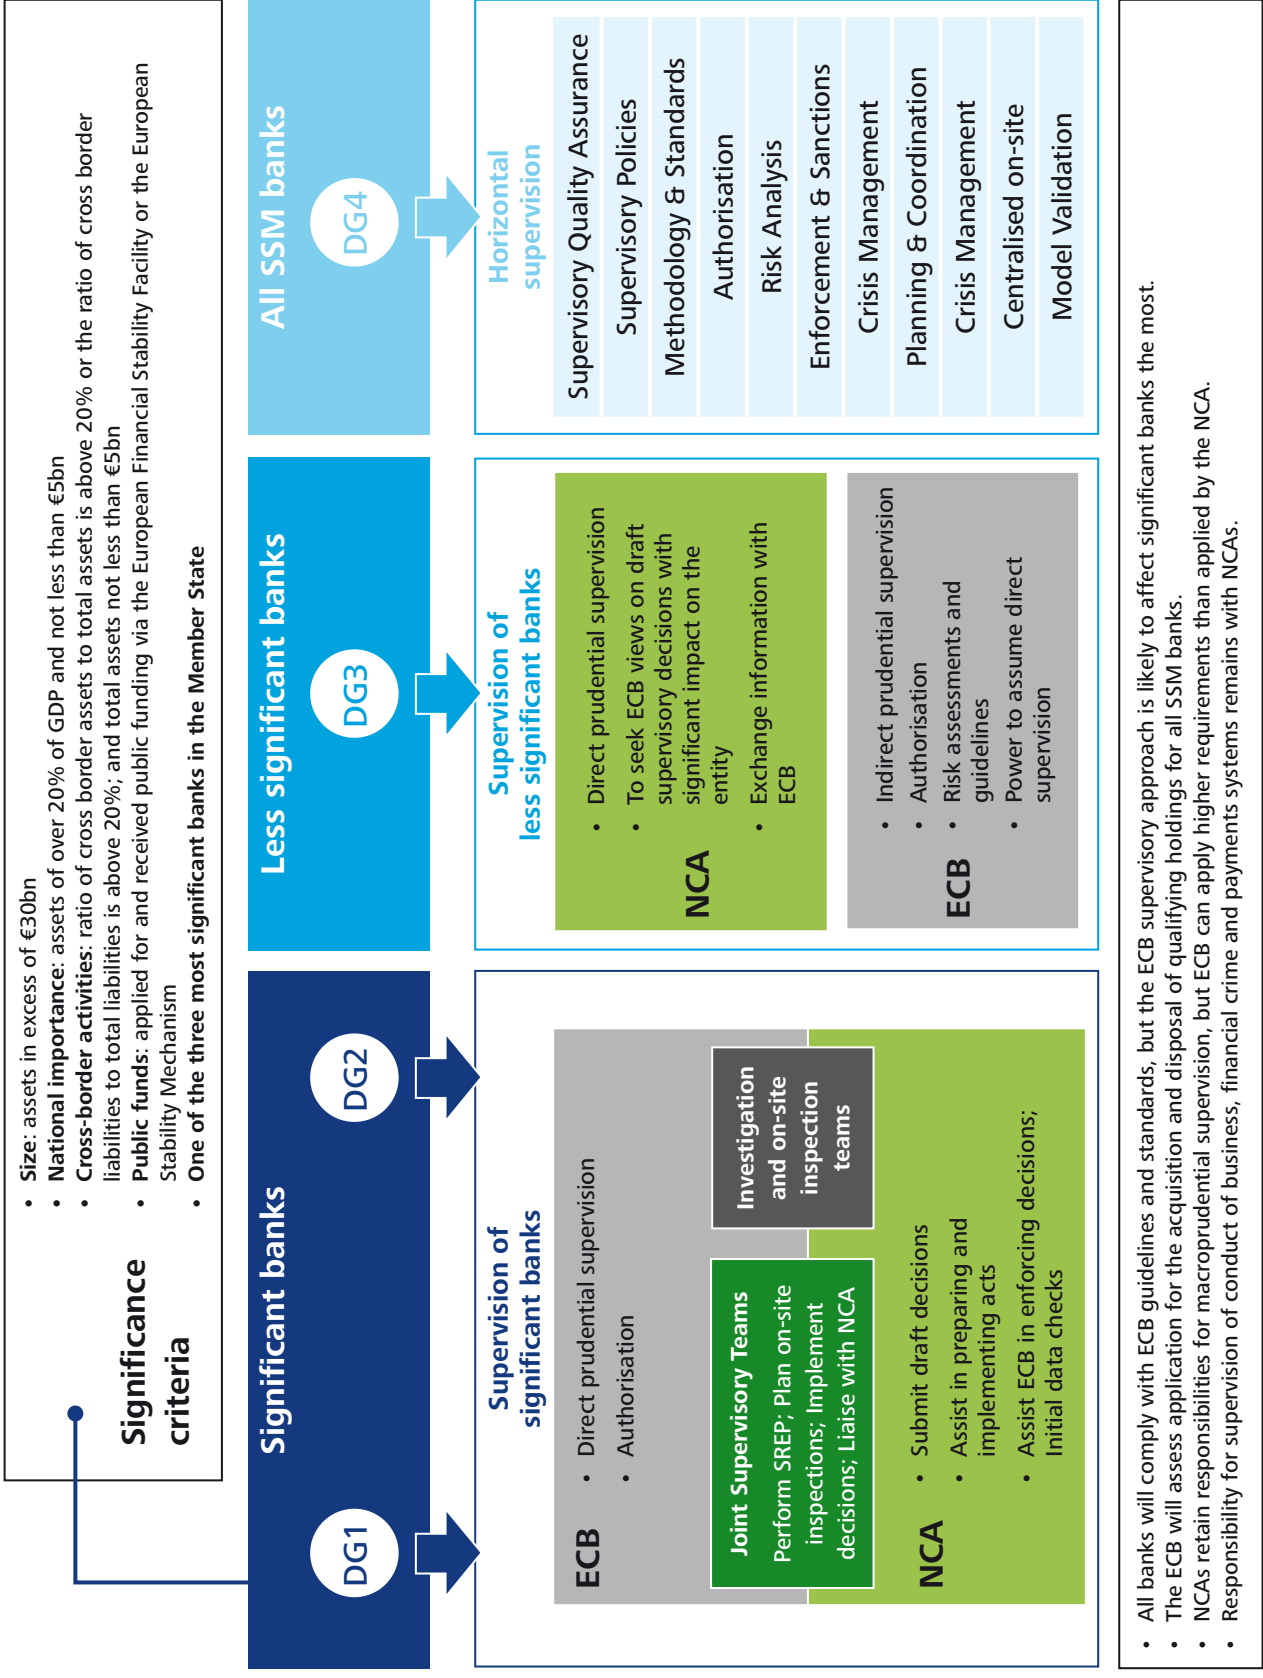 Significance
criteria
• Size: assets in excess of €30bn
• National importance: assets of over 20% of GDP and not less than €5bn
• Cross-border activities: ratio of cross border assets to total assets is above 20% or the ratio of cross border
liabilities to total liabilities is above 20%; and total assets not less than €5bn
• Public funds: applied for and received public funding via the European Financial Stability Facility or the European
Stability Mechanism
• One of the three most significant banks in the Member State
Significant banks
DG1
DG2
Supervision of
significant banks
ECB
• Direct prudential supervision
• Authorisation
Joint Supervisory Teams
Perform SREP; Plan on-site
inspections; Implement
decisions; Liaise with NCA
Investigation
and on-site
inspection
teams
NCA
• Submit draft decisions
• Assist in preparing and
implementing acts
• Assist ECB in enforcing decisions;
Initial data checks
Less significant banks
DG3
Supervision of
less significant banks
NCA
• Direct prudential supervision
• To seek ECB views on draft
supervisory decisions with
significant impact on the
entity
• Exchange information with
ECB
ECB
• Indirect prudential supervision
• Authorisation
• Risk assessments and
guidelines
• Power to assume direct
supervision
All SSM banks
DG4
Horizontal
supervision
Supervisory Quality Assurance
Supervisory Policies
Methodology & Standards
Authorisation
Risk Analysis
Enforcement & Sanctions
Crisis Management
Planning & Coordination
Crisis Management
Centralised on-site
Model Validation
• All banks will comply with ECB guidelines and standards, but the ECB supervisory approach is likely to affect significant banks the most.
• The ECB will assess application for the acquisition and disposal of qualifying holdings for all SSM banks.
• NCAs retain responsibilities for macroprudential supervision, but ECB can apply higher requirements than applied by the NCA.
• Responsibility for supervision of conduct of business, financial crime and payments systems remains with NCAs.